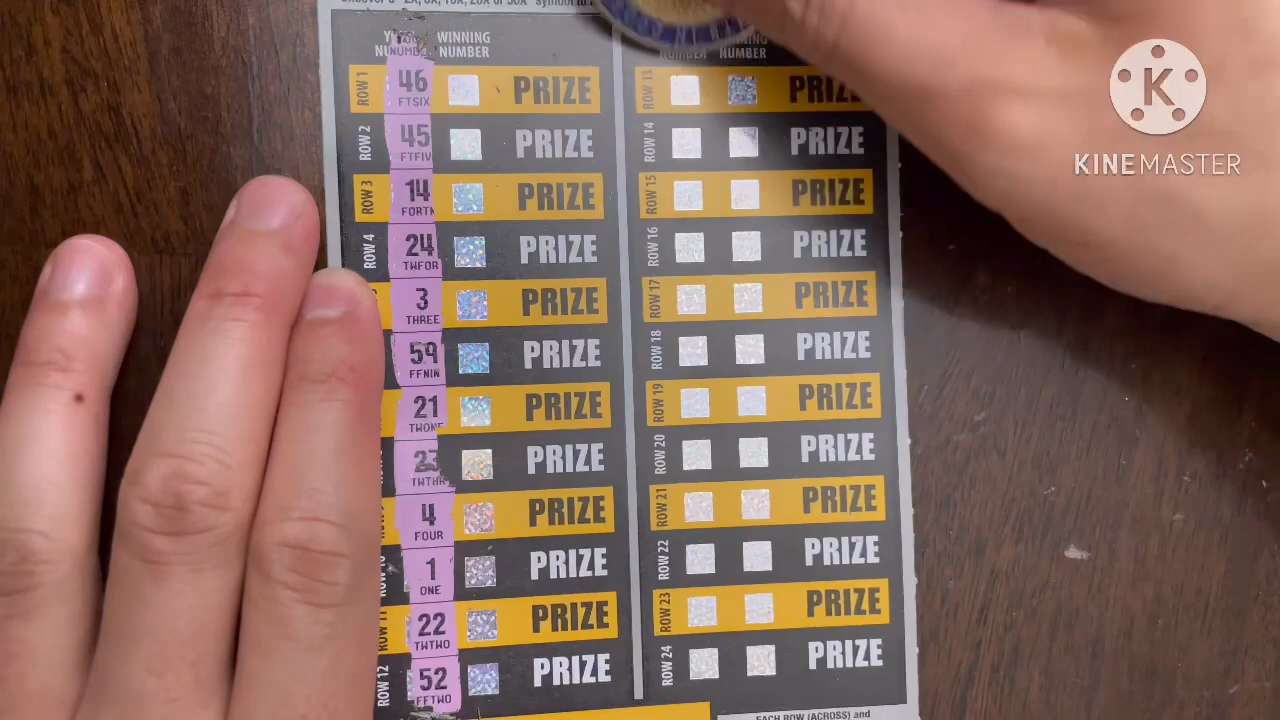 YOUR WINNING
NUMBER NUMBER
NUMBER NUMBER
ROW 1 46 FTSIX PRIZE
ROW 2 45 FTFIV PRIZE
ROW 3 14 FORTN PRIZE
ROW 4 24 TWFOR PRIZE
3 THREE PRIZE
59 FFNIN PRIZE
21 TWONE PRIZE
23 TWTHR PRIZE
4 FOUR PRIZE
1 ONE PRIZE
ROW 11 22 TWTWO PRIZE
ROW 12 52 FFTWO PRIZE
ROW 13 PRIZE
ROW 14 PRIZE
ROW 15 PRIZE
ROW 16 PRIZE
ROW 17 PRIZE
ROW 18 PRIZE
ROW 19 PRIZE
ROW 20 PRIZE
ROW 21 PRIZE
ROW 22 PRIZE
ROW 23 PRIZE
ROW 24 PRIZE
EACH ROW (ACROSS) and
K
KINEMASTER